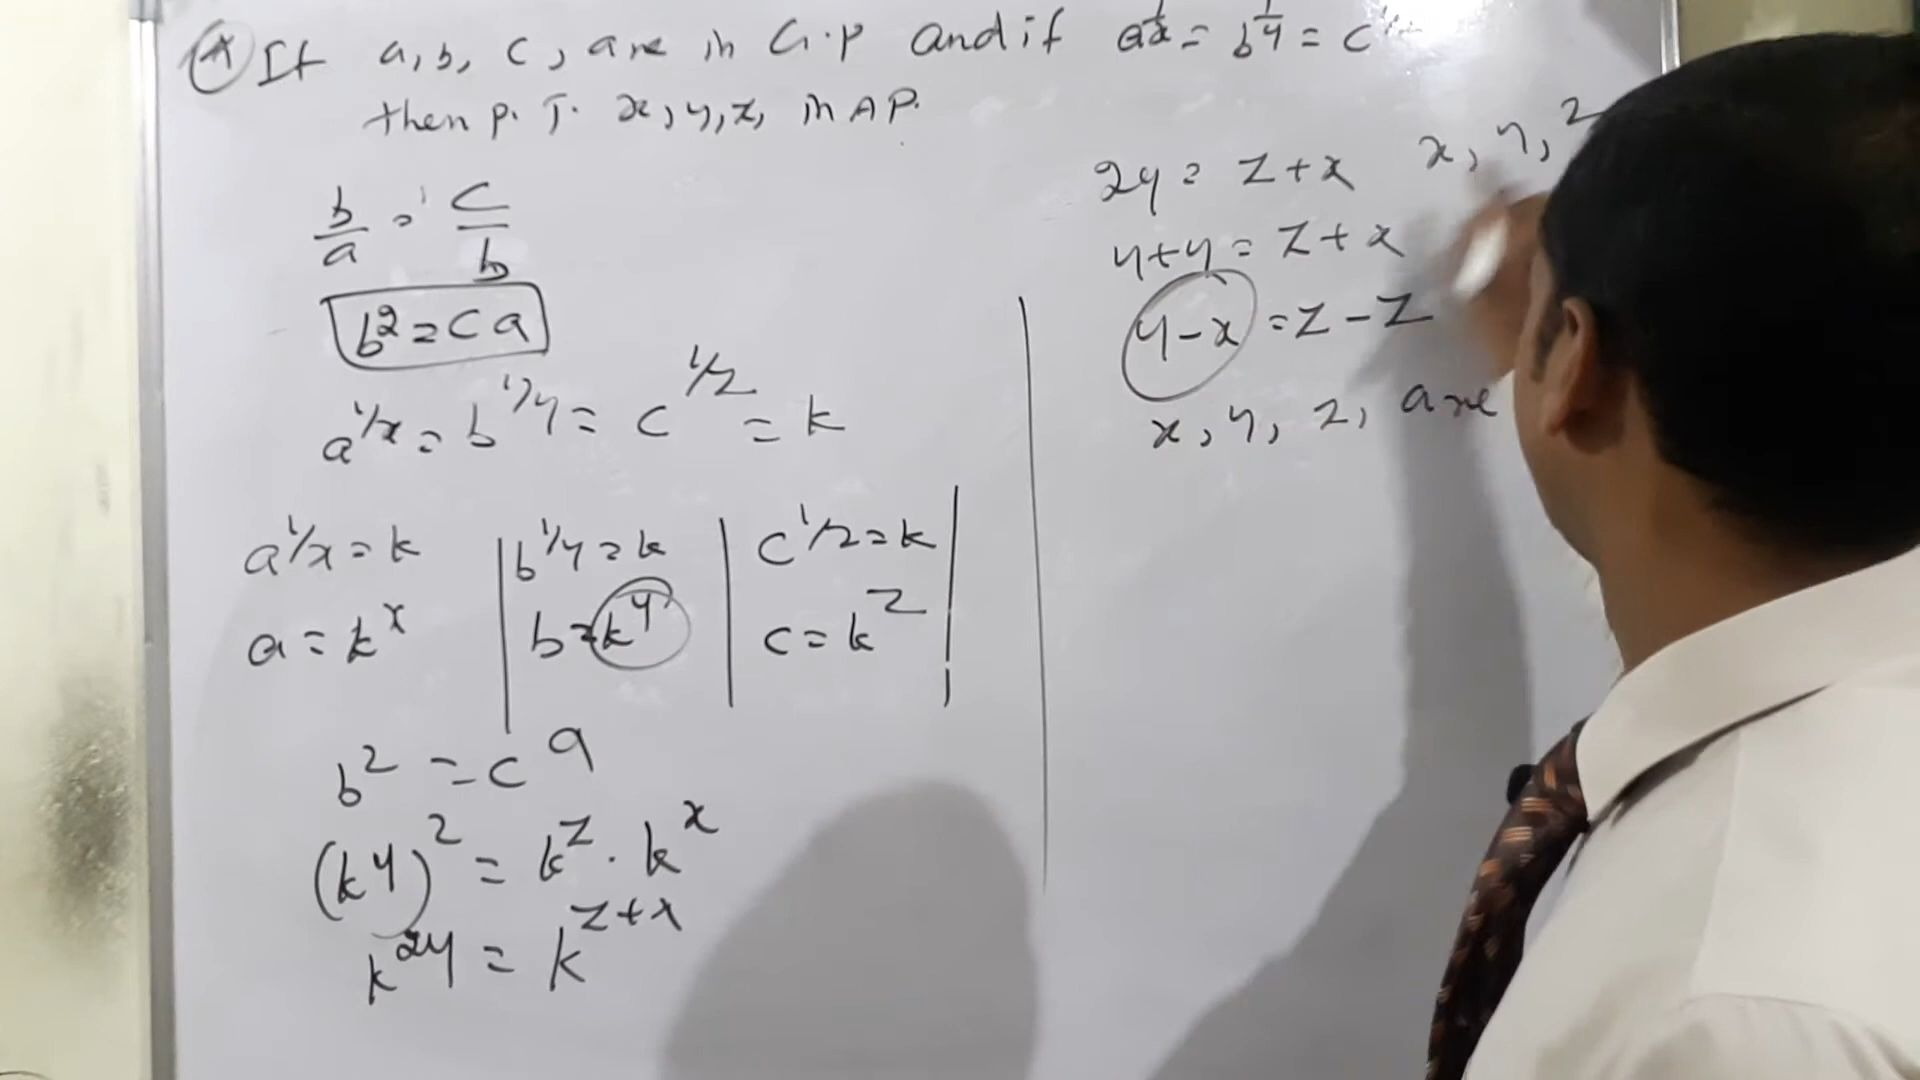 (A) If a, b, c, are in G.P and if a^1/x = b^1/y = c^1/
then P.T. x, y, z, in AP.
b/a = c/b
b² = ca
a^1/x = b^1/y = c^1/z = k
a^1/x = k | b^1/y = k | c^1/z = k
a = k^x | b = k^y | c = k^z
b² = ca
(k^y)² = k^z · k^x
k^2y = k^z+x
2y = z + x x, y, z
y + y = z + x
y - x = z - z
x, y, z, are